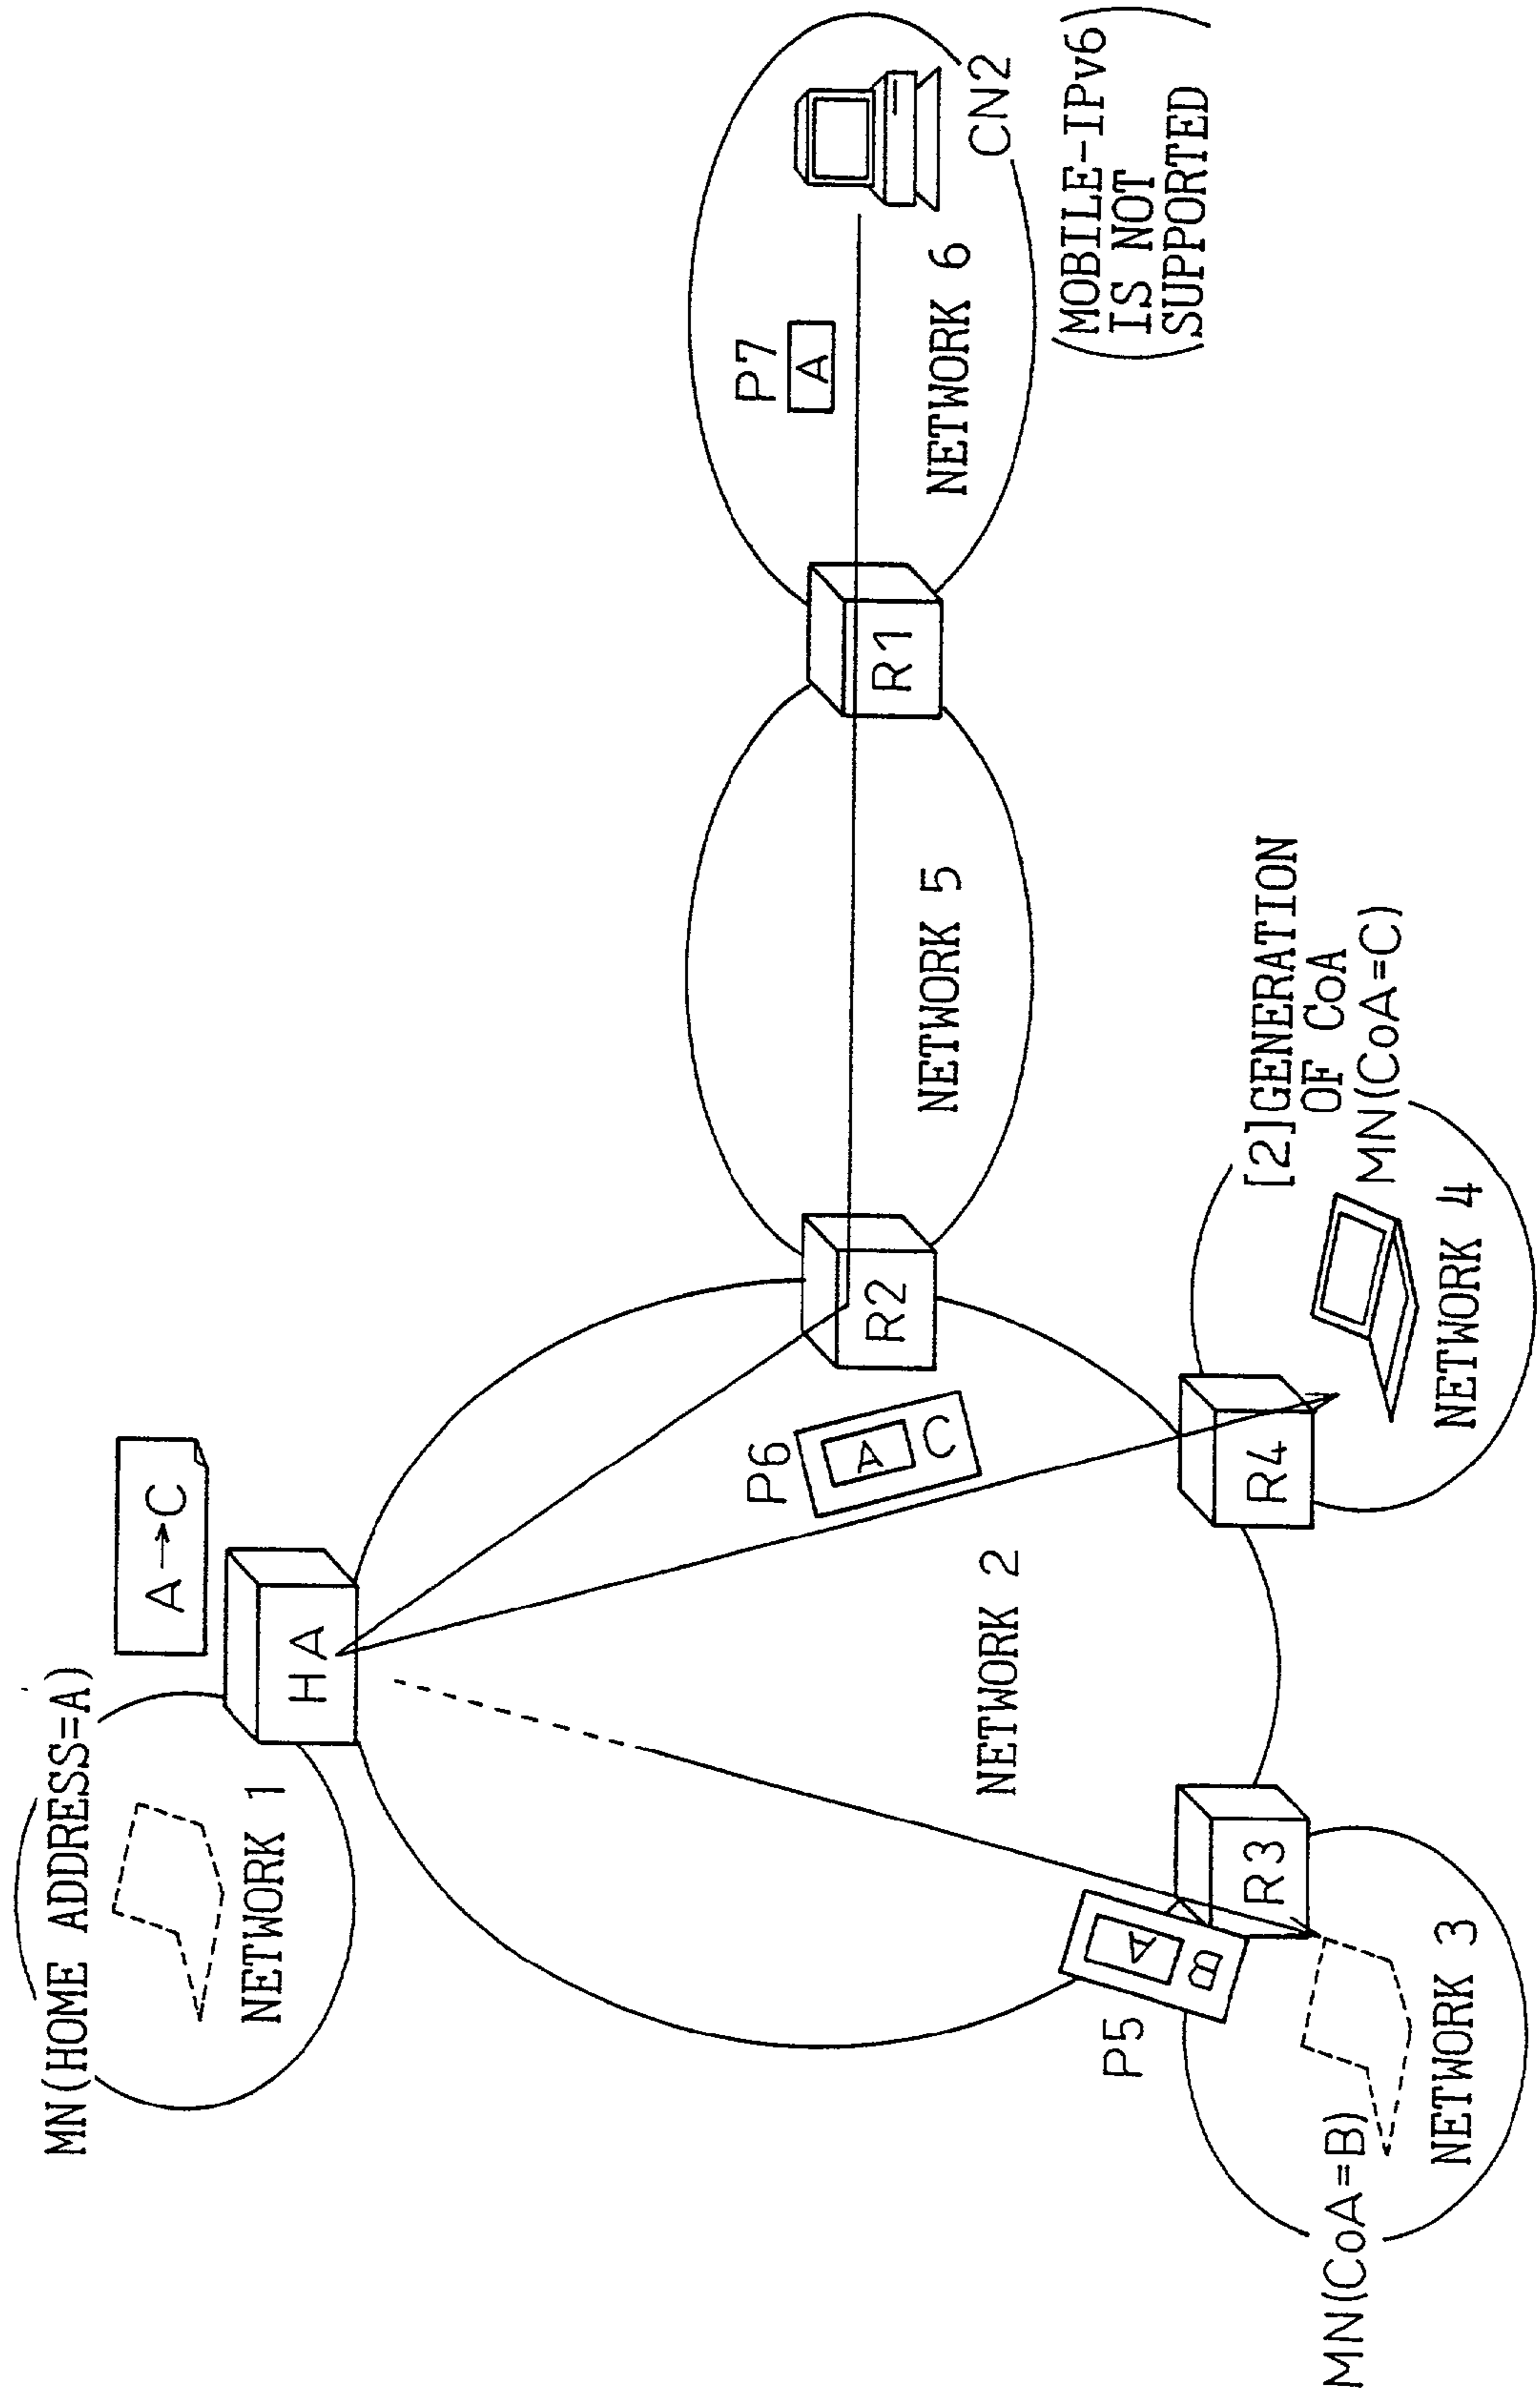 MN(HOME ADDRESS=A)
A→C
NETWORK 1
HA
P7
A
P6
A
C
R2
R1
NETWORK 6
CN2
NETWORK 5
NETWORK 2
(MOBILE-IPv6
IS NOT
SUPPORTED)
P5
A
B
R3
R4
[2]GENERATION
OF CoA
MN(CoA=C)
MN(CoA=B)
NETWORK 3
NETWORK 4